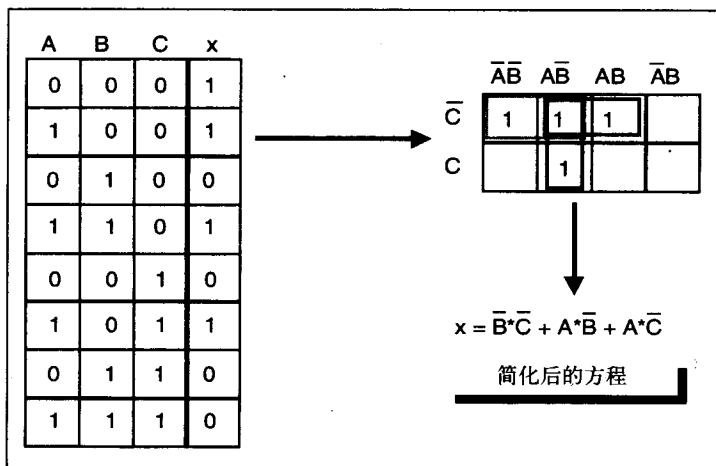 A B C x
0 0 0 1
1 0 0 1
0 1 0 0
1 1 0 1
0 0 1 0
1 0 1 1
0 1 1 0
1 1 1 0
A̅B̅ AB̅ AB A̅B
C̅ 1 1 1
C 1
x = B̅*C̅ + A*B̅ + A*C̅
简化后的方程